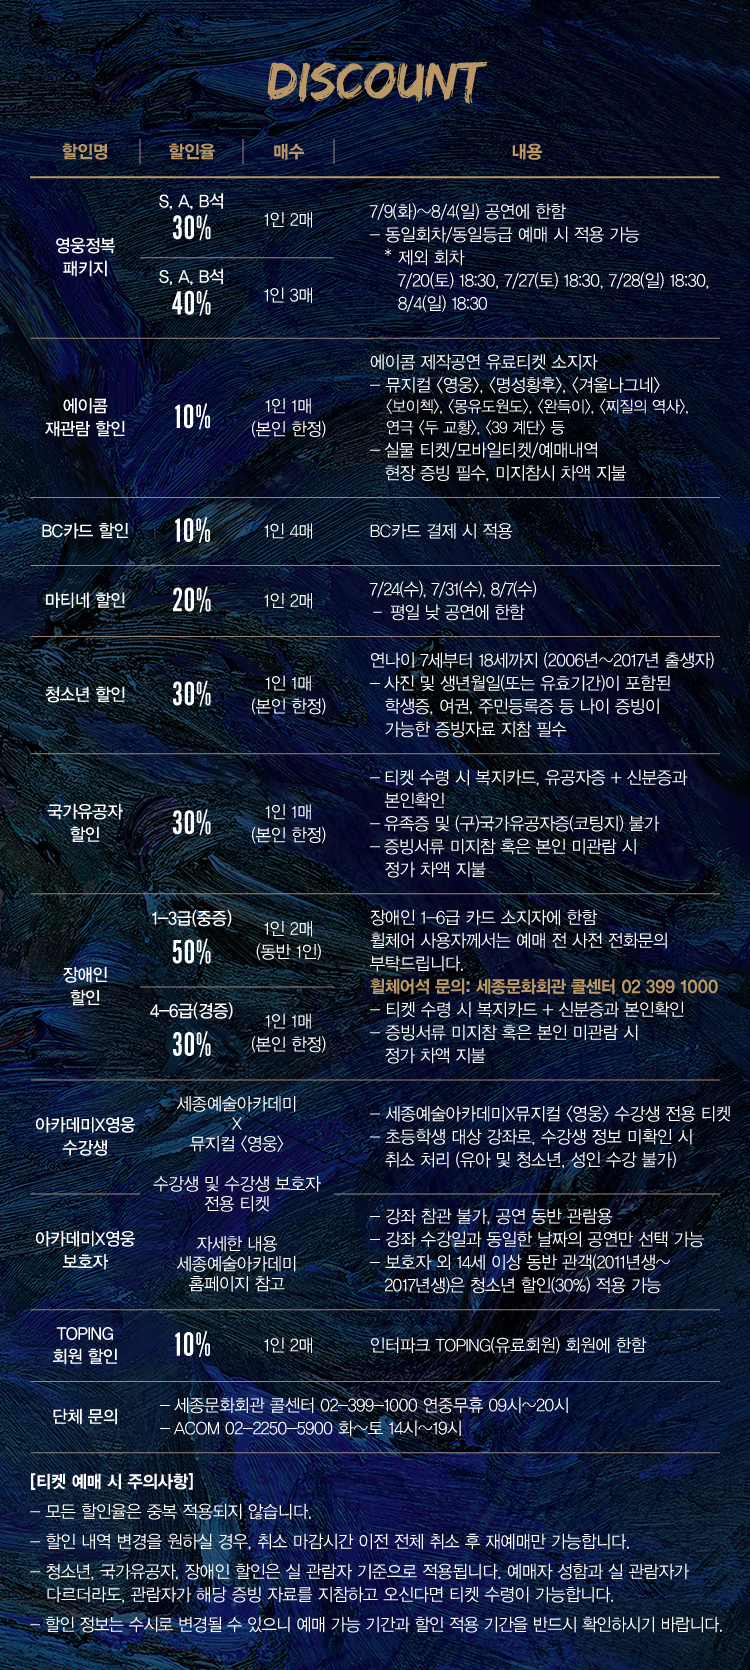 DISCOUNT
할인명 할인율 매수 내용
영웅정복
패키지
S, A, B석
30%
1인 2매
S, A, B석
40%
1인 3매
7/9(화)~8/4(일) 공연에 한함
- 동일회차/동일등급 예매 시 적용 가능
* 제외 회차
7/20(토) 18:30, 7/27(토) 18:30, 7/28(일) 18:30,
8/4(일) 18:30
에이콤
재관람 할인
10%
1인 1매
(본인 한정)
에이콤 제작공연 유료티켓 소지자
- 뮤지컬 <영웅>, <명성황후>, <겨울나그네>
<보이첵>, <몽유도원도>, <완득이>, <찌질의 역사>,
연극 <두 교황>, <39 계단> 등
- 실물 티켓/모바일티켓/예매내역
현장 증빙 필수, 미지참시 차액 지불
BC카드 할인
10%
1인 4매
BC카드 결제 시 적용
마티네 할인
20%
1인 2매
7/24(수), 7/31(수), 8/7(수)
- 평일 낮 공연에 한함
청소년 할인
30%
1인 1매
(본인 한정)
연나이 7세부터 18세까지 (2006년~2017년 출생자)
- 사진 및 생년월일(또는 유효기간)이 포함된
학생증, 여권, 주민등록증 등 나이 증빙이
가능한 증빙자료 지참 필수
국가유공자
할인
30%
1인 1매
(본인 한정)
- 티켓 수령 시 복지카드, 유공자증 + 신분증과
본인확인
- 유족증 및 (구)국가유공자증(코팅지) 불가
- 증빙서류 미지참 혹은 본인 미관람 시
정가 차액 지불
장애인
할인
1-3급(중증)
50%
1인 2매
(동반 1인)
4-6급(경증)
30%
1인 1매
(본인 한정)
장애인 1-6급 카드 소지자에 한함
휠체어 사용자께서는 예매 전 사전 전화문의
부탁드립니다.
휠체어석 문의: 세종문화회관 콜센터 02 399 1000
- 티켓 수령 시 복지카드 + 신분증과 본인확인
- 증빙서류 미지참 혹은 본인 미관람 시
정가 차액 지불
아카데미X영웅
수강생
세종예술아카데미
X
뮤지컬 <영웅>
수강생 및 수강생 보호자
전용 티켓
자세한 내용
세종예술아카데미
홈페이지 참고
- 세종예술아카데미X뮤지컬 <영웅> 수강생 전용 티켓
- 초등학생 대상 강좌로, 수강생 정보 미확인 시
취소 처리 (유아 및 청소년, 성인 수강 불가)
아카데미X영웅
보호자
- 강좌 참관 불가, 공연 동반 관람용
- 강좌 수강일과 동일한 날짜의 공연만 선택 가능
- 보호자 외 14세 이상 동반 관객(2011년생~
2017년생)은 청소년 할인(30%) 적용 가능
TOPING
회원 할인
10%
1인 2매
인터파크 TOPING(유료회원) 회원에 한함
단체 문의
- 세종문화회관 콜센터 02-399-1000 연중무휴 09시~20시
- ACOM 02-2250-5900 화~토 14시~19시
[티켓 예매 시 주의사항]
- 모든 할인율은 중복 적용되지 않습니다.
- 할인 내역 변경을 원하실 경우, 취소 마감시간 이전 전체 취소 후 재예매만 가능합니다.
- 청소년, 국가유공자, 장애인 할인은 실 관람자 기준으로 적용됩니다. 예매자 성함과 실 관람자가
다르더라도, 관람자가 해당 증빙 자료를 지참하고 오신다면 티켓 수령이 가능합니다.
- 할인 정보는 수시로 변경될 수 있으니 예매 가능 기간과 할인 적용 기간을 반드시 확인하시기 바랍니다.